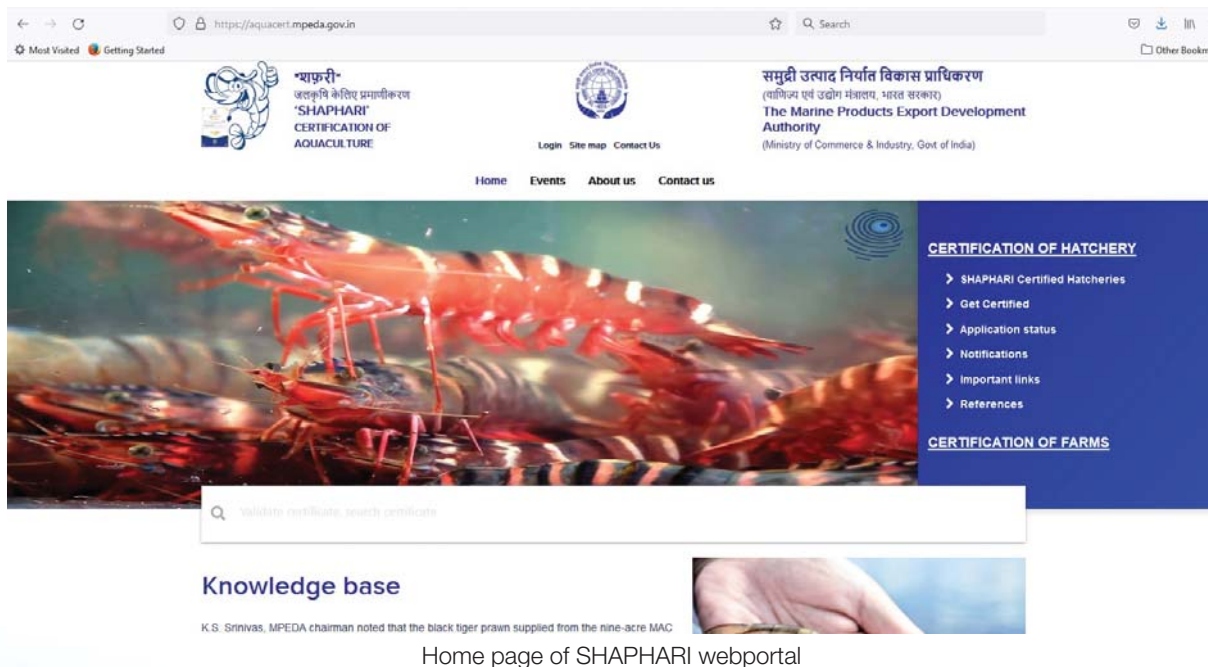 https://aquacert.mpeda.gov.in
Search
Most Visited
Getting Started
Other Bookm
"शफ़री"
जलकृषि केलिए प्रमाणीकरण
'SHAPHARI'
CERTIFICATION OF
AQUACULTURE
Login Site map Contact Us
समुद्री उत्पाद निर्यात विकास प्राधिकरण
(वाणिज्य एवं उद्योग मंत्रालय, भारत सरकार)
The Marine Products Export Development
Authority
(Ministry of Commerce & Industry, Govt of India)
Home Events About us Contact us
CERTIFICATION OF HATCHERY
SHAPHARI Certified Hatcheries
Get Certified
Application status
Notifications
Important links
References
CERTIFICATION OF FARMS
Validate certificate, search certificate
Knowledge base
K.S. Srinivas, MPEDA chairman noted that the black tiger prawn supplied from the nine-acre MAC
Home page of SHAPHARI webportal